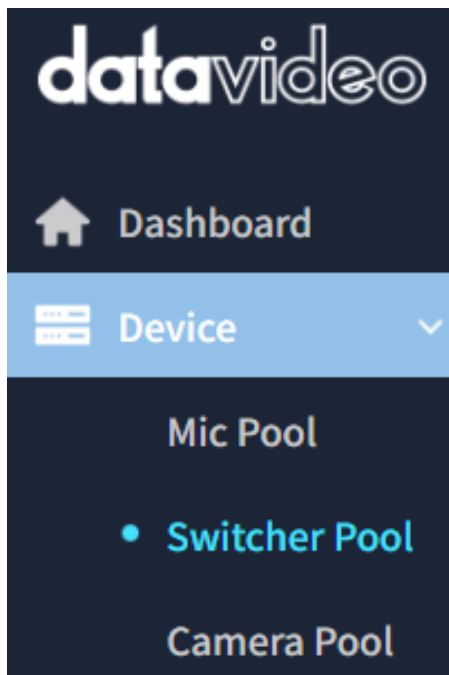 datavideo
Dashboard
Device
Mic Pool
Switcher Pool
Camera Pool